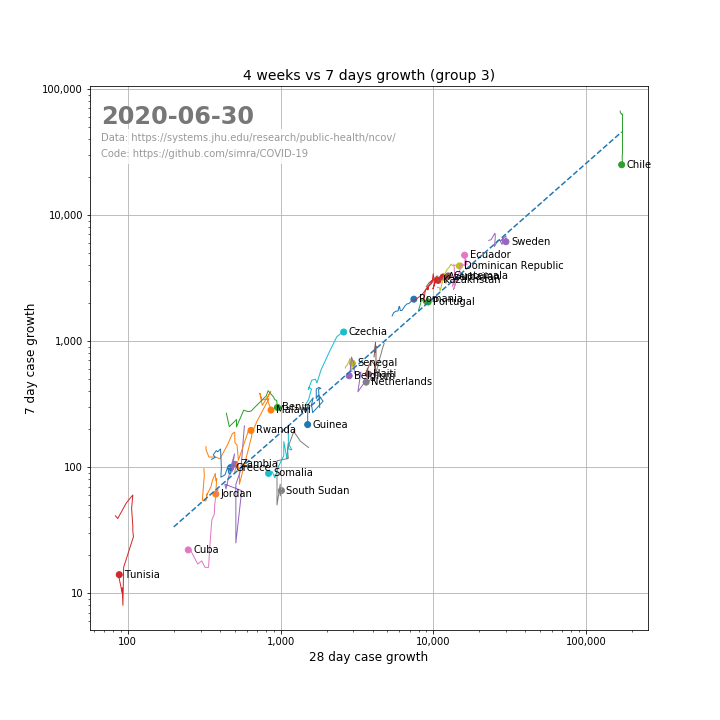 4 weeks vs 7 days growth (group 3)
2020-06-30
Data: https://systems.jhu.edu/research/public-health/ncov/
Code: https://github.com/simra/COVID-19
100,000
10,000
1,000
100
10
7 day case growth
Chile
Sweden
Ecuador
Dominican Republic
Guatemala
Kazakhstan
Romania
Portugal
Czechia
Senegal
Haiti
Belgium
Netherlands
Benin
Malawi
Guinea
Rwanda
Zambia
Greece
Somalia
Jordan
South Sudan
Cuba
Tunisia
100
1,000
10,000
100,000
28 day case growth